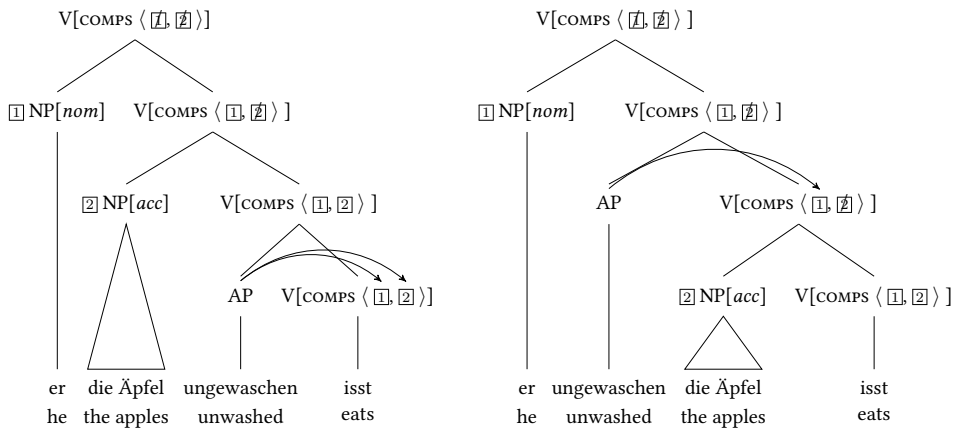 V[COMPS ⟨ 1̸, 2̸ ⟩] V[COMPS ⟨ 1̸, 2̸ ⟩]
1 NP[nom] V[COMPS ⟨ 1, 2̸ ⟩ ] 1 NP[nom] V[COMPS ⟨ 1, 2̸ ⟩ ]
2 NP[acc] V[COMPS ⟨ 1, 2 ⟩ ] AP V[COMPS ⟨ 1, 2̸ ⟩ ]
AP V[COMPS ⟨ 1, 2 ⟩] 2 NP[acc] V[COMPS ⟨ 1, 2 ⟩ ]
er die Äpfel ungewaschen isst er ungewaschen die Äpfel isst
he the apples unwashed eats he unwashed the apples eats